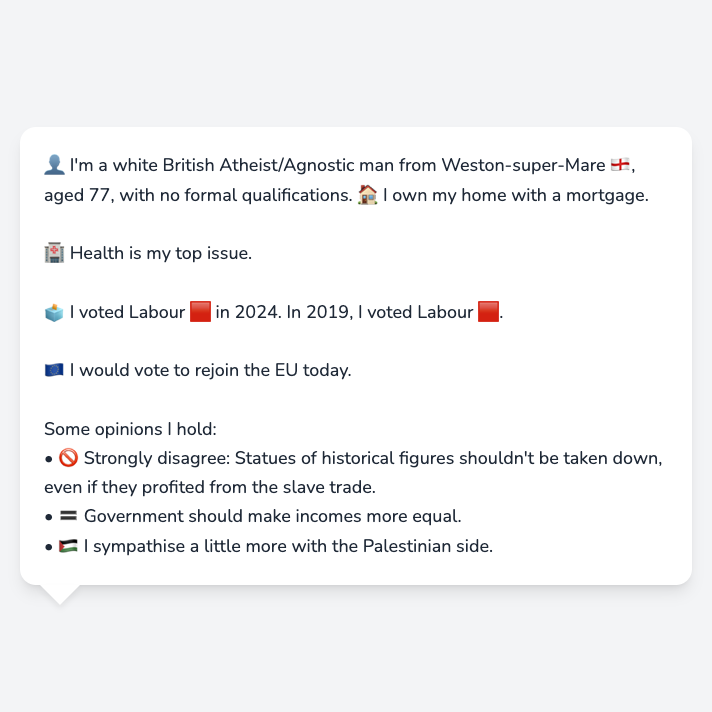 👤 I'm a white British Atheist/Agnostic man from Weston-super-Mare 🏴󠁧󠁢󠁥󠁮󠁧󠁿,
aged 77, with no formal qualifications. 🏠 I own my home with a mortgage.
🏥 Health is my top issue.
🗳️ I voted Labour 🟥 in 2024. In 2019, I voted Labour 🟥.
🇪🇺 I would vote to rejoin the EU today.
Some opinions I hold:
• 🚫 Strongly disagree: Statues of historical figures shouldn't be taken down,
even if they profited from the slave trade.
• 🟰 Government should make incomes more equal.
• 🇵🇸 I sympathise a little more with the Palestinian side.